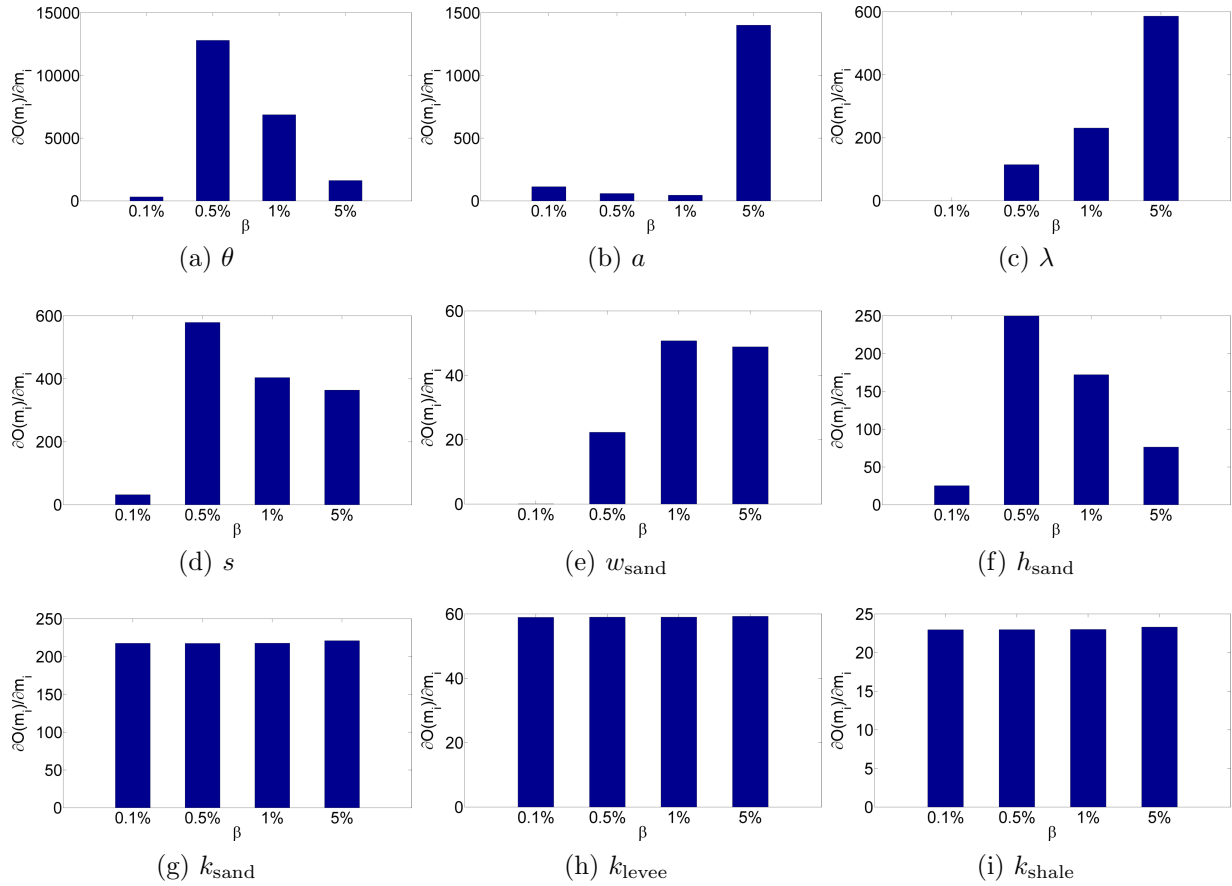 15000
10000
5000
0
∂O(m_i)/∂m_i
0.1% 0.5% 1% 5%
β
(a) θ
1500
1000
500
0
∂O(m_i)/∂m_i
0.1% 0.5% 1% 5%
β
(b) a
600
400
200
0
∂O(m_i)/∂m_i
0.1% 0.5% 1% 5%
β
(c) λ
600
400
200
0
∂O(m_i)/∂m_i
0.1% 0.5% 1% 5%
β
(d) s
60
40
20
0
∂O(m_i)/∂m_i
0.1% 0.5% 1% 5%
β
(e) w_sand
250
200
150
100
50
0
∂O(m_i)/∂m_i
0.1% 0.5% 1% 5%
β
(f) h_sand
250
200
150
100
50
0
∂O(m_i)/∂m_i
0.1% 0.5% 1% 5%
β
(g) k_sand
60
40
20
0
∂O(m_i)/∂m_i
0.1% 0.5% 1% 5%
β
(h) k_levee
25
20
15
10
5
0
∂O(m_i)/∂m_i
0.1% 0.5% 1% 5%
β
(i) k_shale